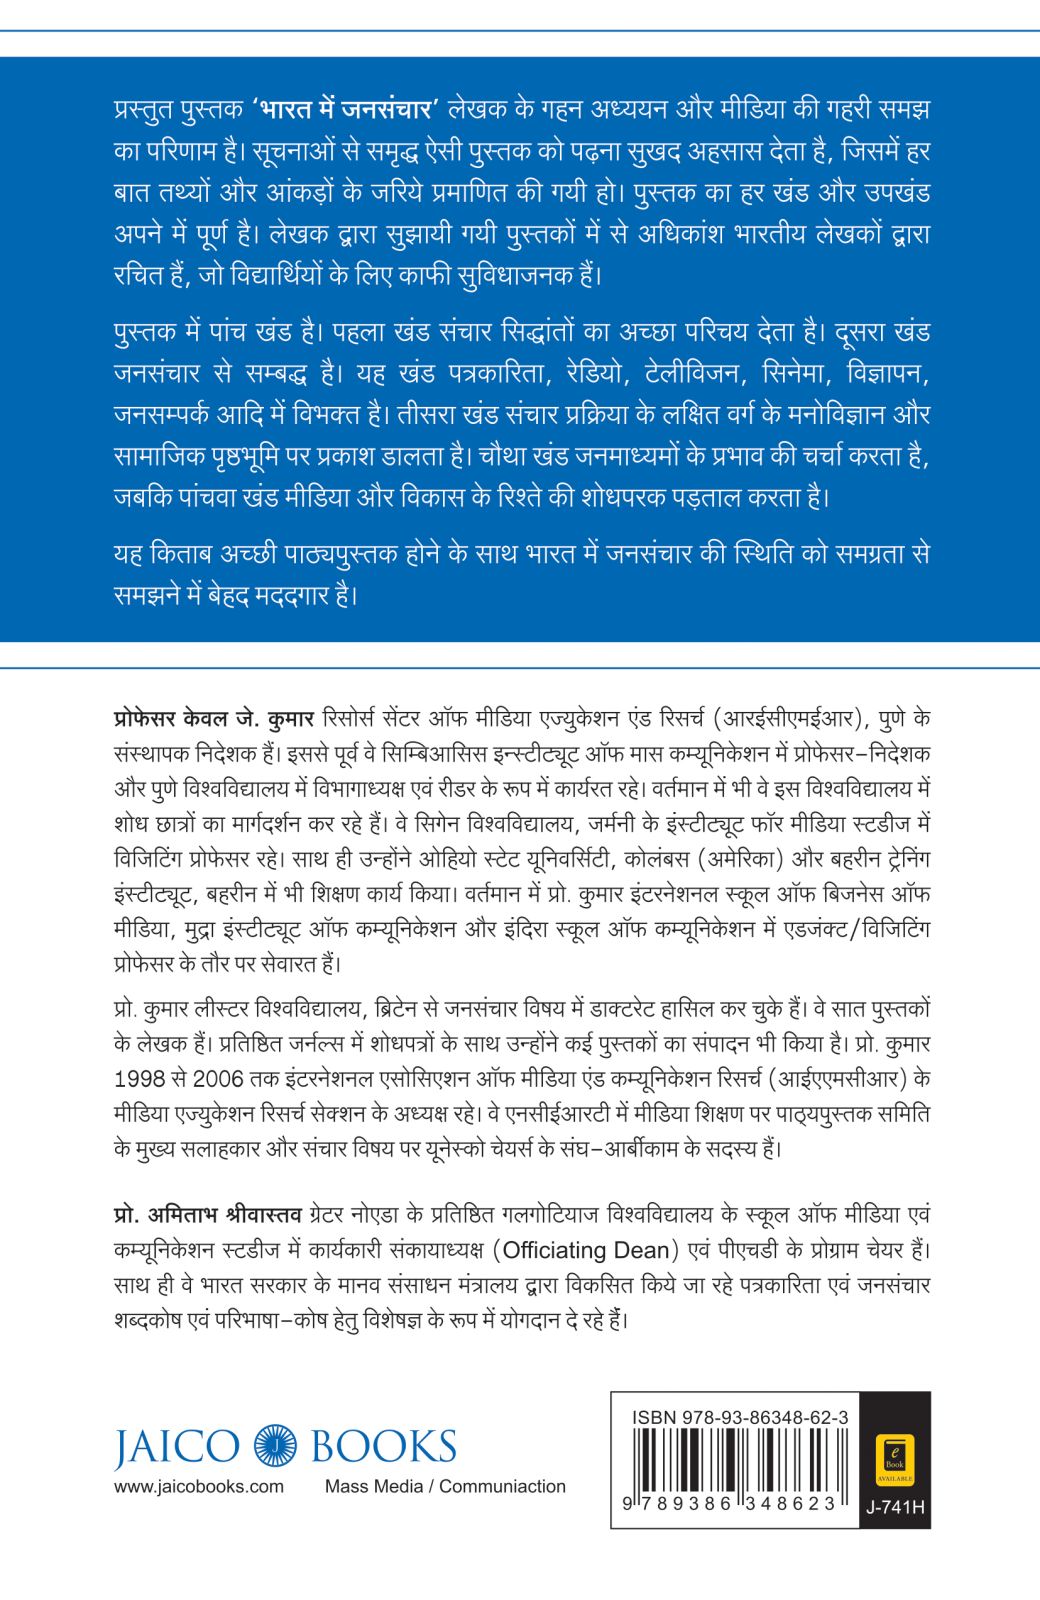 प्रस्तुत पुस्तक ‘भारत में जनसंचार’ लेखक के गहन अध्ययन और मीडिया की गहरी समझ
का परिणाम है। सूचनाओं से समृद्ध ऐसी पुस्तक को पढ़ना सुखद अहसास देता है, जिसमें हर
बात तथ्यों और आंकड़ों के जरिये प्रमाणित की गयी हो। पुस्तक का हर खंड और उपखंड
अपने में पूर्ण है। लेखक द्वारा सुझायी गयी पुस्तकों में से अधिकांश भारतीय लेखकों द्वारा
रचित हैं, जो विद्यार्थियों के लिए काफी सुविधाजनक हैं।
पुस्तक में पांच खंड है। पहला खंड संचार सिद्धांतों का अच्छा परिचय देता है। दूसरा खंड
जनसंचार से सम्बद्ध है। यह खंड पत्रकारिता, रेडियो, टेलीविजन, सिनेमा, विज्ञापन,
जनसम्पर्क आदि में विभक्त है। तीसरा खंड संचार प्रक्रिया के लक्षित वर्ग के मनोविज्ञान और
सामाजिक पृष्ठभूमि पर प्रकाश डालता है। चौथा खंड जनमाध्यमों के प्रभाव की चर्चा करता है,
जबकि पांचवा खंड मीडिया और विकास के रिश्ते की शोधपरक पड़ताल करता है।
यह किताब अच्छी पाठ्यपुस्तक होने के साथ भारत में जनसंचार की स्थिति को समग्रता से
समझने में बेहद मददगार है।
प्रोफेसर केवल जे. कुमार रिसोर्स सेंटर ऑफ मीडिया एज्युकेशन एंड रिसर्च (आरईसीएमईआर), पुणे के
संस्थापक निदेशक हैं। इससे पूर्व वे सिम्बिआसिस इन्स्टीट्यूट ऑफ मास कम्यूनिकेशन में प्रोफेसर-निदेशक
और पुणे विश्वविद्यालय में विभागाध्यक्ष एवं रीडर के रूप में कार्यरत रहे। वर्तमान में भी वे इस विश्वविद्यालय में
शोध छात्रों का मार्गदर्शन कर रहे हैं। वे सिगेन विश्वविद्यालय, जर्मनी के इंस्टीट्यूट फॉर मीडिया स्टडीज में
विजिटिंग प्रोफेसर रहे। साथ ही उन्होंने ओहियो स्टेट यूनिवर्सिटी, कोलंबस (अमेरिका) और बहरीन ट्रेनिंग
इंस्टीट्यूट, बहरीन में भी शिक्षण कार्य किया। वर्तमान में प्रो. कुमार इंटरनेशनल स्कूल ऑफ बिजनेस ऑफ
मीडिया, मुद्रा इंस्टीट्यूट ऑफ कम्यूनिकेशन और इंदिरा स्कूल ऑफ कम्यूनिकेशन में एडजंक्ट/विजिटिंग
प्रोफेसर के तौर पर सेवारत हैं।
प्रो. कुमार लीस्टर विश्वविद्यालय, ब्रिटेन से जनसंचार विषय में डाक्टरेट हासिल कर चुके हैं। वे सात पुस्तकों
के लेखक हैं। प्रतिष्ठित जर्नल्स में शोधपत्रों के साथ उन्होंने कई पुस्तकों का संपादन भी किया है। प्रो. कुमार
1998 से 2006 तक इंटरनेशनल एसोसिएशन ऑफ मीडिया एंड कम्यूनिकेशन रिसर्च (आईएएमसीआर) के
मीडिया एज्युकेशन रिसर्च सेक्शन के अध्यक्ष रहे। वे एनसीईआरटी में मीडिया शिक्षण पर पाठ्यपुस्तक समिति
के मुख्य सलाहकार और संचार विषय पर यूनेस्को चेयर्स के संघ-आर्बीकाम के सदस्य हैं।
प्रो. अमिताभ श्रीवास्तव ग्रेटर नोएडा के प्रतिष्ठित गलगोटियाज विश्वविद्यालय के स्कूल ऑफ मीडिया एवं
कम्यूनिकेशन स्टडीज में कार्यकारी संकायाध्यक्ष (Officiating Dean) एवं पीएचडी के प्रोग्राम चेयर हैं।
साथ ही वे भारत सरकार के मानव संसाधन मंत्रालय द्वारा विकसित किये जा रहे पत्रकारिता एवं जनसंचार
शब्दकोष एवं परिभाषा-कोष हेतु विशेषज्ञ के रूप में योगदान दे रहे हैं।
JAICO J BOOKS
www.jaicobooks.com Mass Media / Communiaction
ISBN 978-93-86348-62-3
9 789386 348623
e
Book
AVAILABLE
J-741H